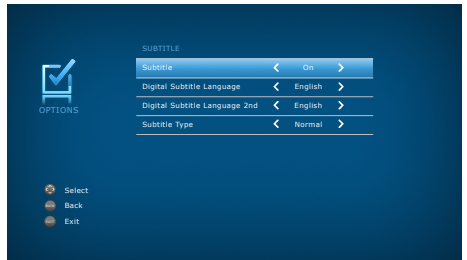 SUBTITLE
Subtitle On
Digital Subtitle Language English
Digital Subtitle Language 2nd English
Subtitle Type Normal
OPTIONS
Select
Back
Exit